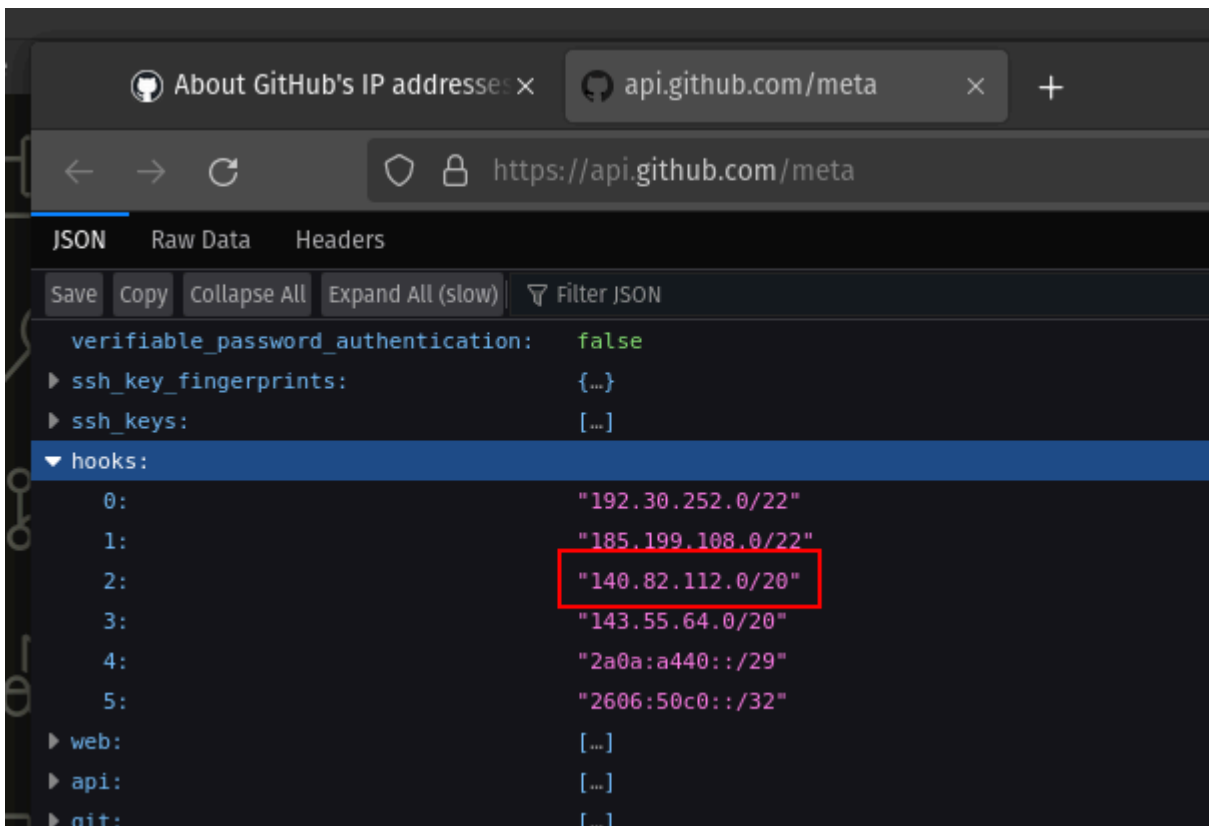 About GitHub's IP addresses
api.github.com/meta
https://api.github.com/meta
JSON Raw Data Headers
Save Copy Collapse All Expand All (slow) Filter JSON
verifiable_password_authentication: false
ssh_key_fingerprints: {…}
ssh_keys: […]
hooks:
0: "192.30.252.0/22"
1: "185.199.108.0/22"
2: "140.82.112.0/20"
3: "143.55.64.0/20"
4: "2a0a:a440::/29"
5: "2606:50c0::/32"
web: […]
api: […]
git: […]